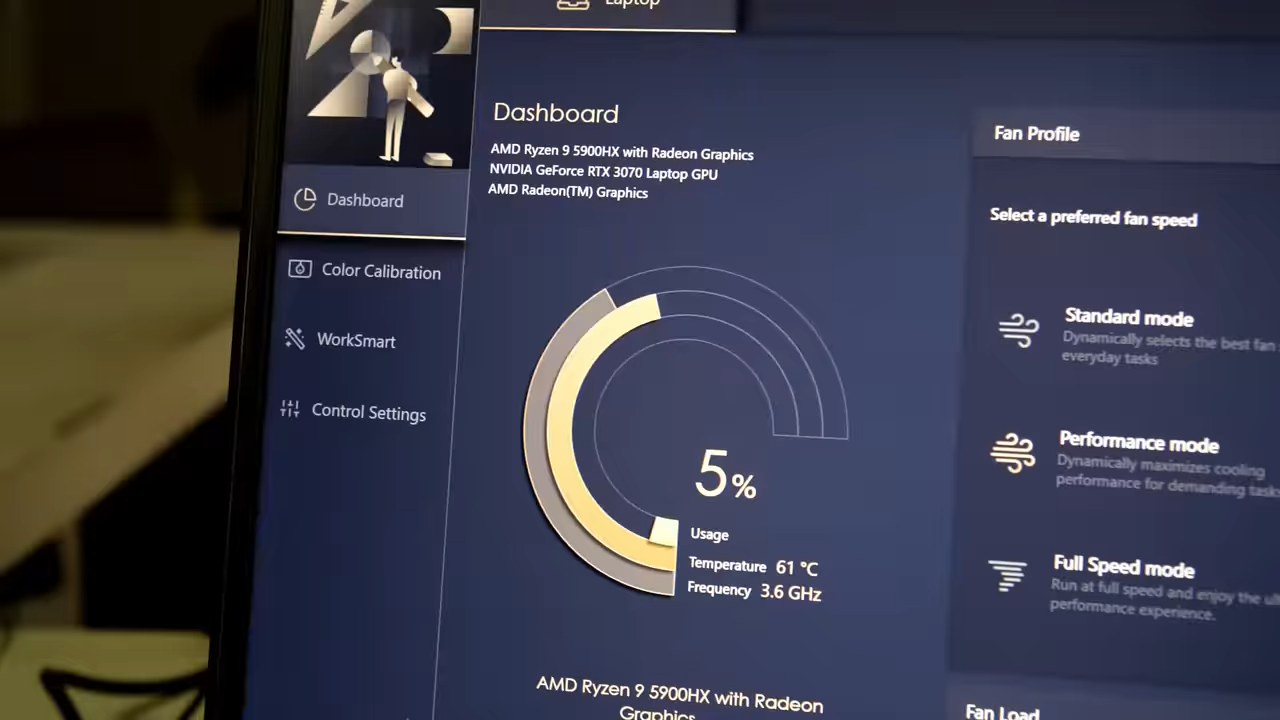 Laptop
Dashboard
AMD Ryzen 9 5900HX with Radeon Graphics
NVIDIA GeForce RTX 3070 Laptop GPU
AMD Radeon(TM) Graphics
Dashboard
Color Calibration
WorkSmart
Control Settings
5%
Usage
Temperature 61 °C
Frequency 3.6 GHz
AMD Ryzen 9 5900HX with Radeon
Graphics
Fan Profile
Select a preferred fan speed
Standard mode
Dynamically selects the best fan
everyday tasks
Performance mode
Dynamically maximizes cooling
performance for demanding task
Full Speed mode
Run at full speed and enjoy the ul
performance experience.
Fan Load